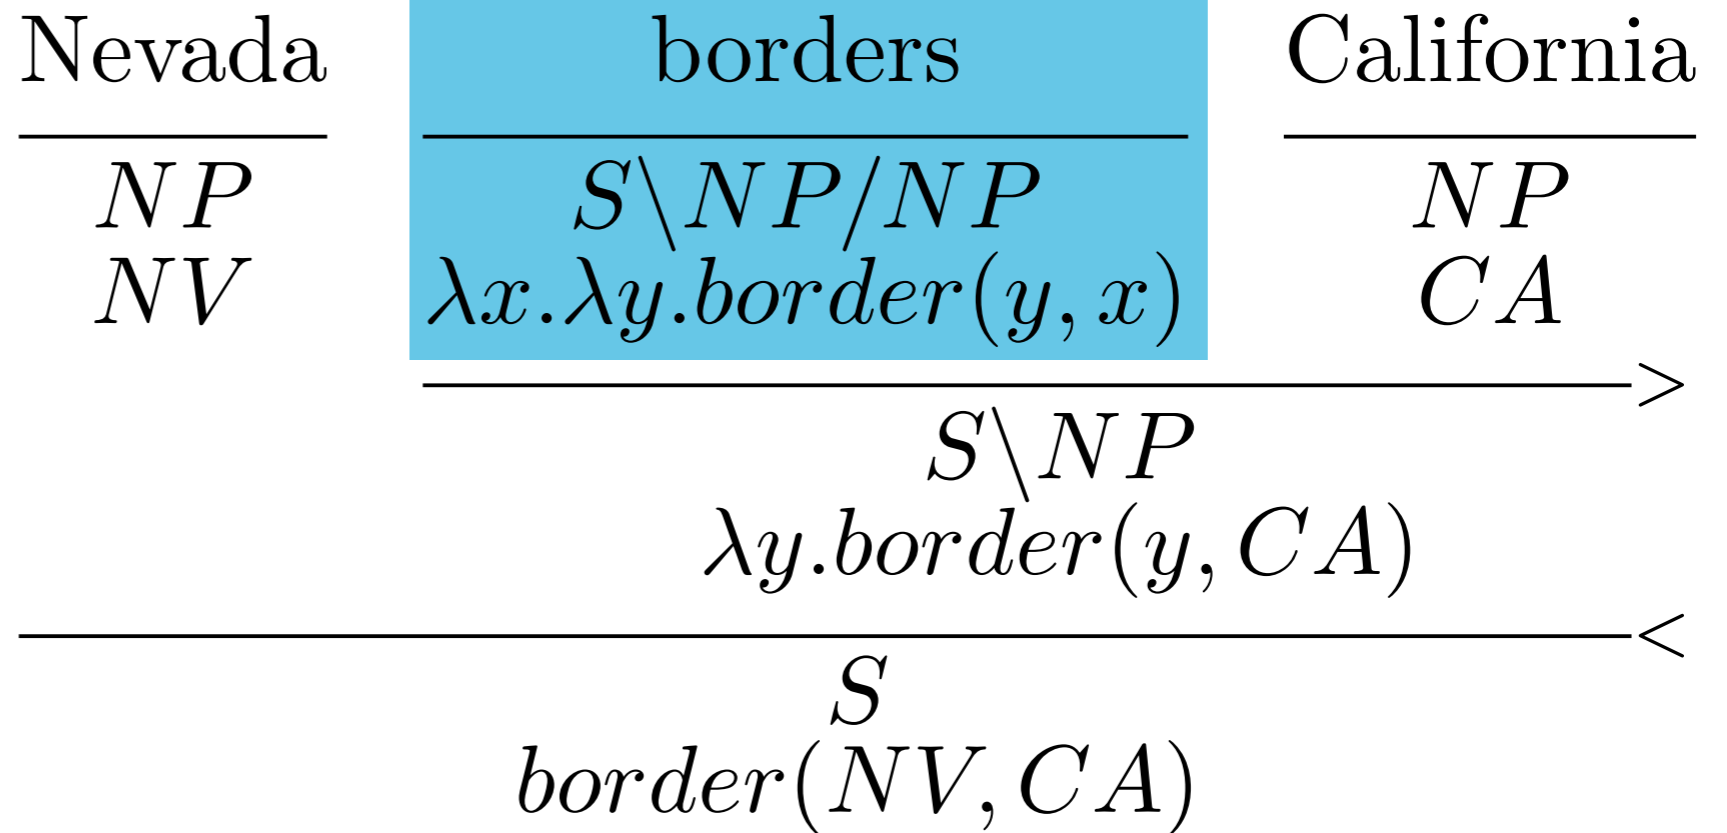 Nevada borders California
NP S\NP/NP NP
NV λx.λy.border(y, x) CA
>
S\NP
λy.border(y, CA)
<
S
border(NV, CA)